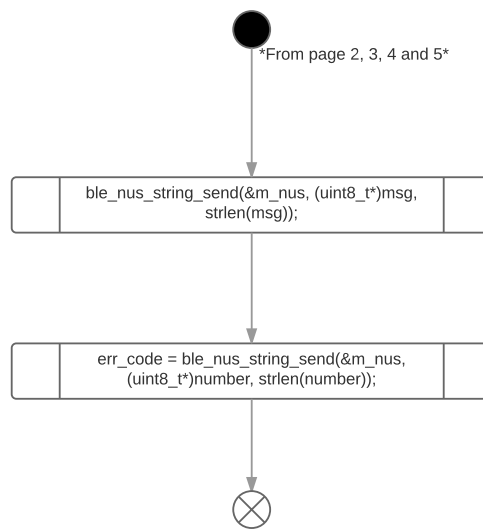 *From page 2, 3, 4 and 5*
ble_nus_string_send(&m_nus, (uint8_t*)msg,
strlen(msg));
err_code = ble_nus_string_send(&m_nus,
(uint8_t*)number, strlen(number));